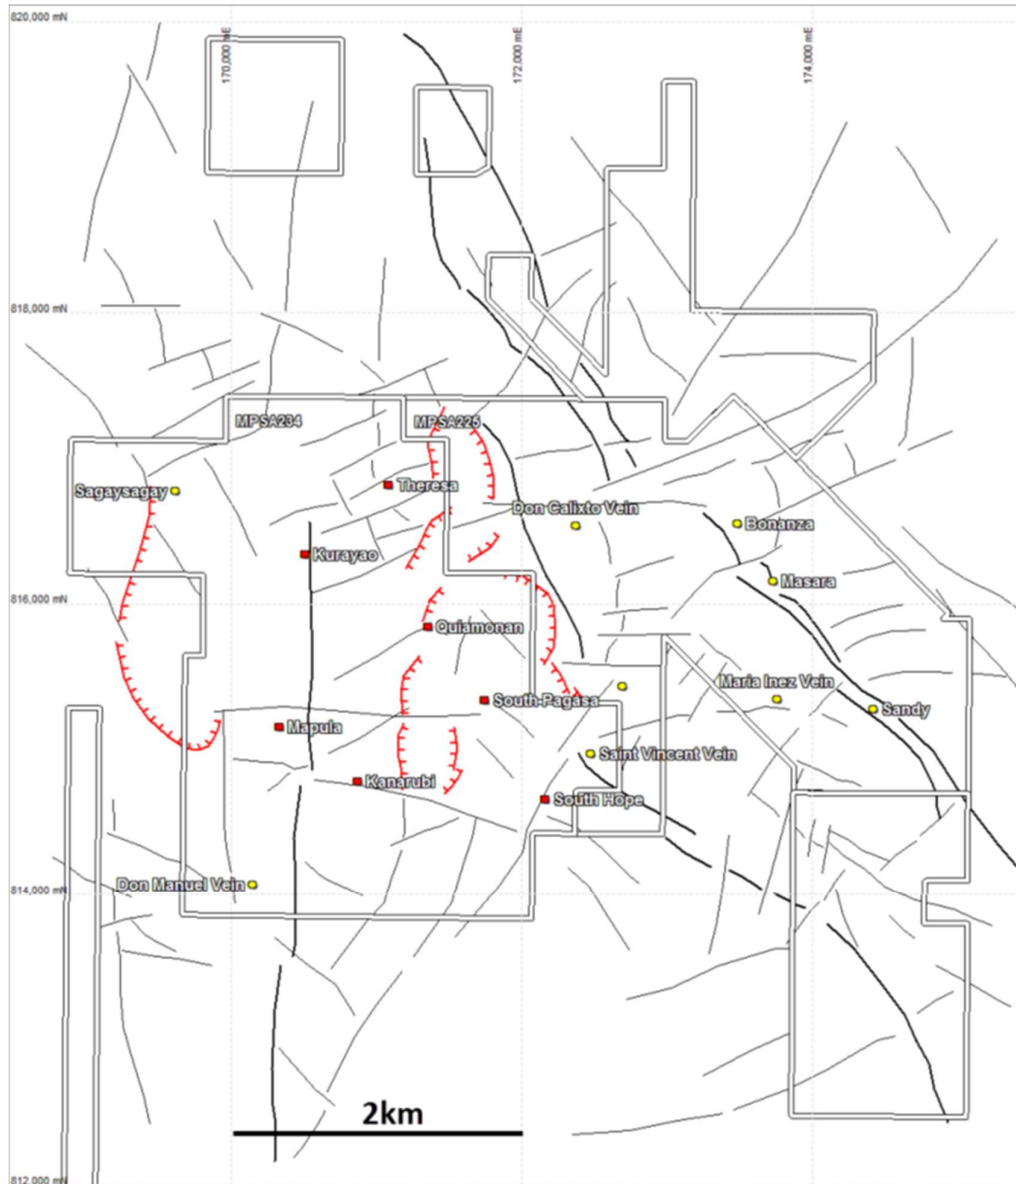 820,000 mN
170,000 mE
172,000 mE
174,000 mE
818,000 mN
MPSA234
MPSA225
Theresa
Sagaysagay
Don Calixto Vein
Bonanza
Kurayao
Masara
816,000 mN
Quiamonan
Maria Inez Vein
South Pagasa
Sandy
Mapula
Saint Vincent Vein
Kanarubi
South Hope
Don Manuel Vein
814,000 mN
2km
812,000 mN